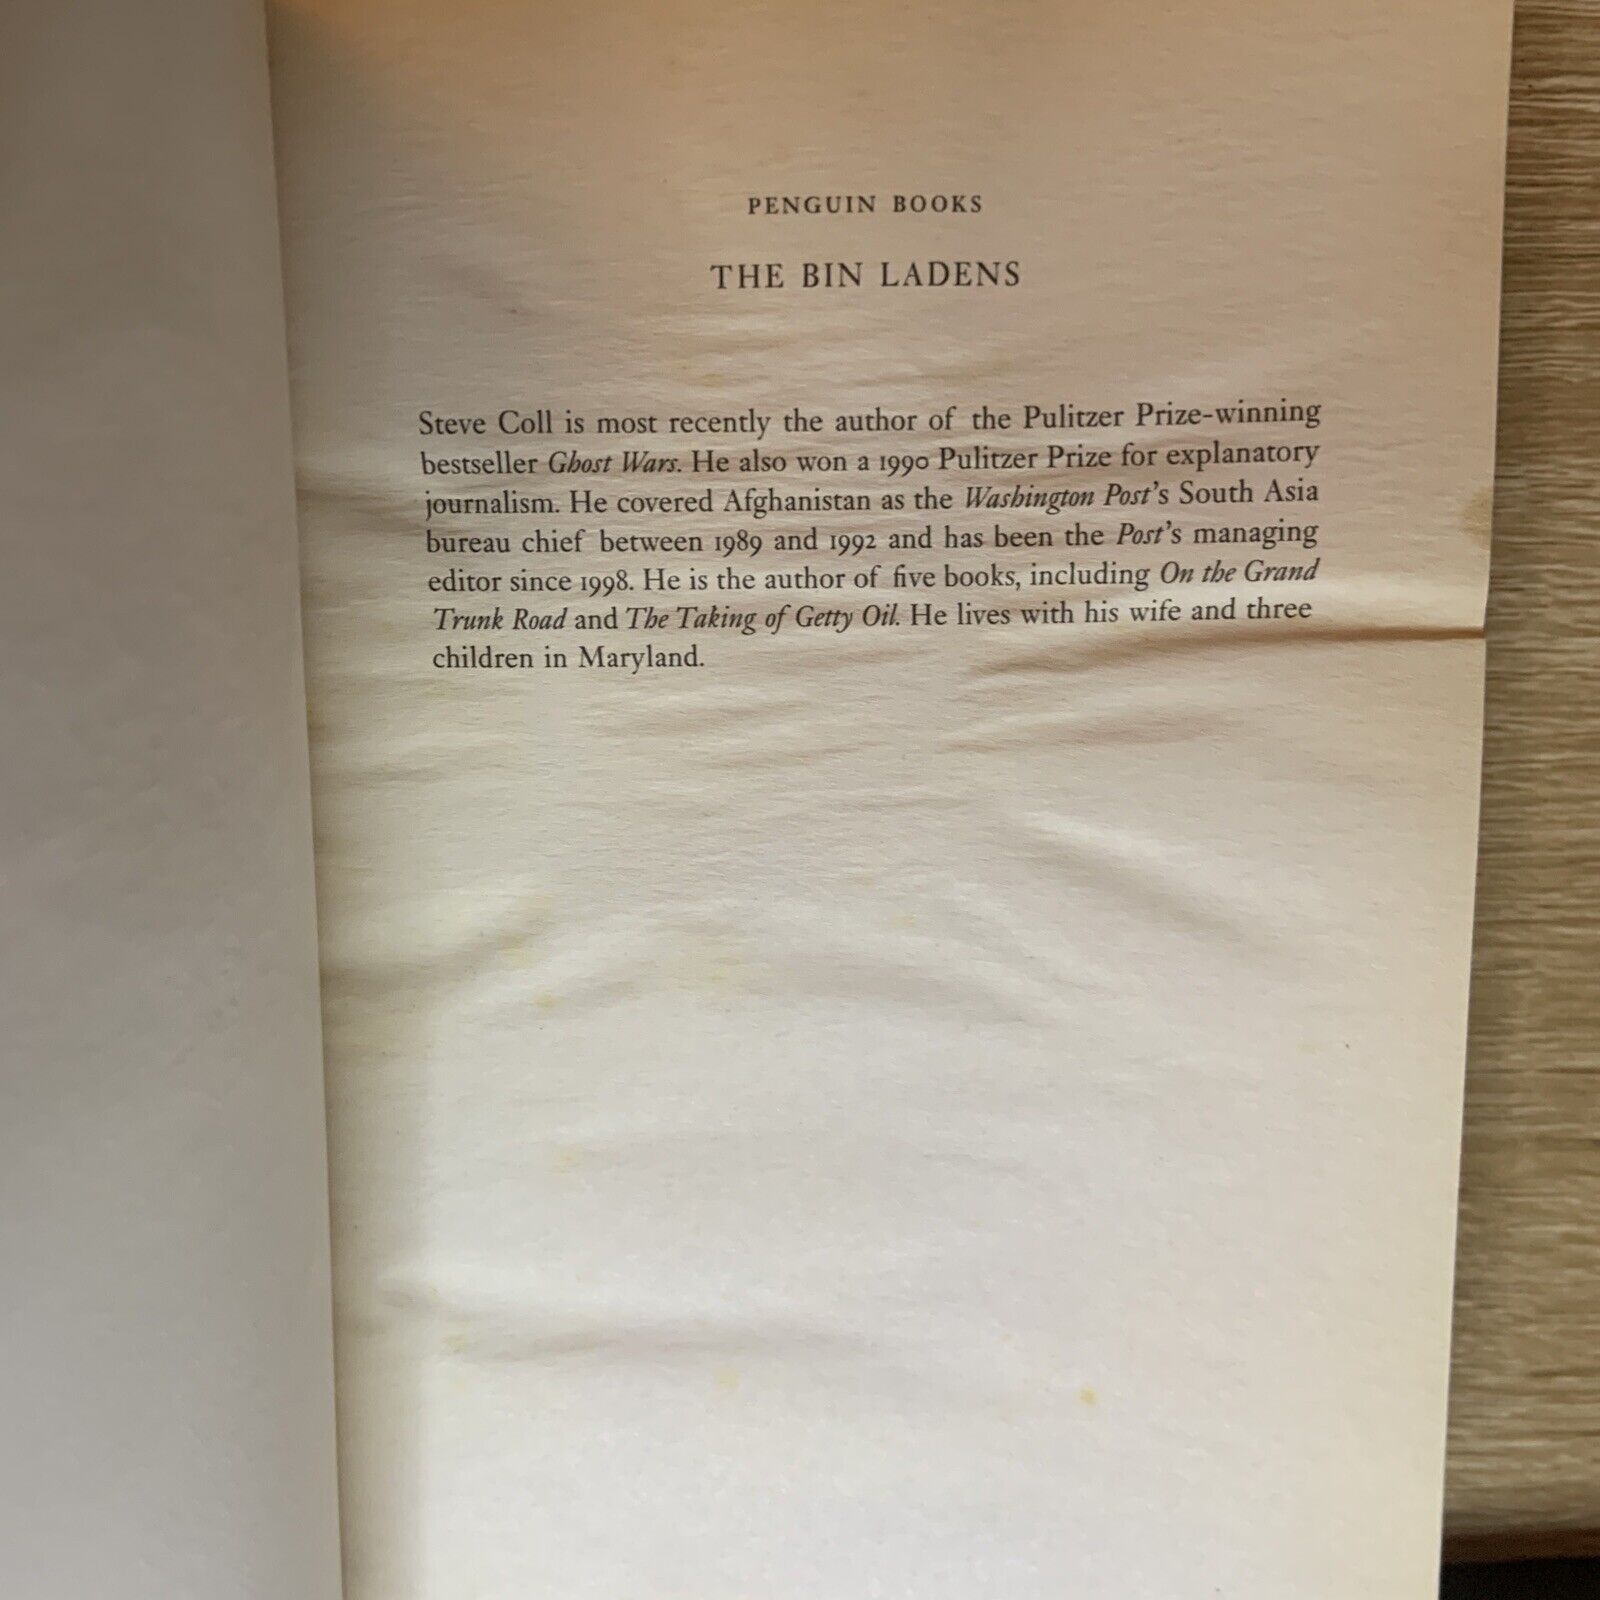 PENGUIN BOOKS
THE BIN LADENS
Steve Coll is most recently the author of the Pulitzer Prize-winning
bestseller Ghost Wars. He also won a 1990 Pulitzer Prize for explanatory
journalism. He covered Afghanistan as the Washington Post's South Asia
bureau chief between 1989 and 1992 and has been the Post's managing
editor since 1998. He is the author of five books, including On the Grand
Trunk Road and The Taking of Getty Oil. He lives with his wife and three
children in Maryland.